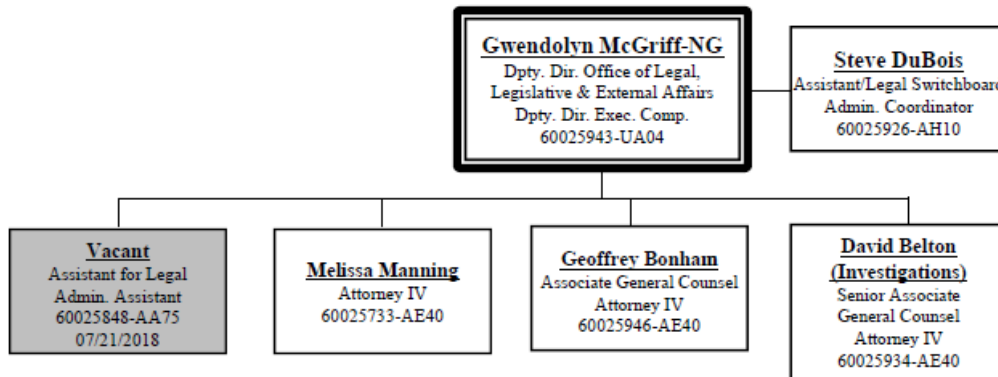 Gwendolyn McGriff-NG
Dpty. Dir. Office of Legal,
Legislative & External Affairs
Dpty. Dir. Exec. Comp.
60025943-UA04
Steve DuBois
Assistant/Legal Switchboard
Admin. Coordinator
60025926-AH10
Vacant
Assistant for Legal
Admin. Assistant
60025848-AA75
07/21/2018
Melissa Manning
Attorney IV
60025733-AE40
Geoffrey Bonham
Associate General Counsel
Attorney IV
60025946-AE40
David Belton
(Investigations)
Senior Associate
General Counsel
Attorney IV
60025934-AE40